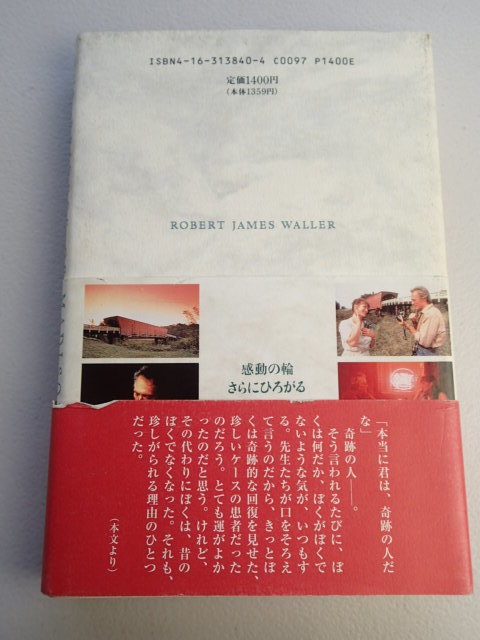 ISBN4-16-313840-4 C0097 P1400E
定価1400円
(本体1359円)
ROBERT JAMES WALLER
感動の輪
さらにひろがる
「本当に君は、奇跡の人だ
な」
奇跡の人——。
そう言われるたびに、ぼ
くは何だか、ぼくがぼくで
ないような気が、いつもす
る。先生たちが口をそろえ
て言うのだから、きっとぼ
くは奇跡的な回復を見せた、
珍しいケースの患者だった
のだろう。とても運がよか
ったのだと思う。けれど、
その代わりにぼくは、昔の
ぼくでなくなった。それも、
珍しがられる理由のひとつ
だった。
(本文より)